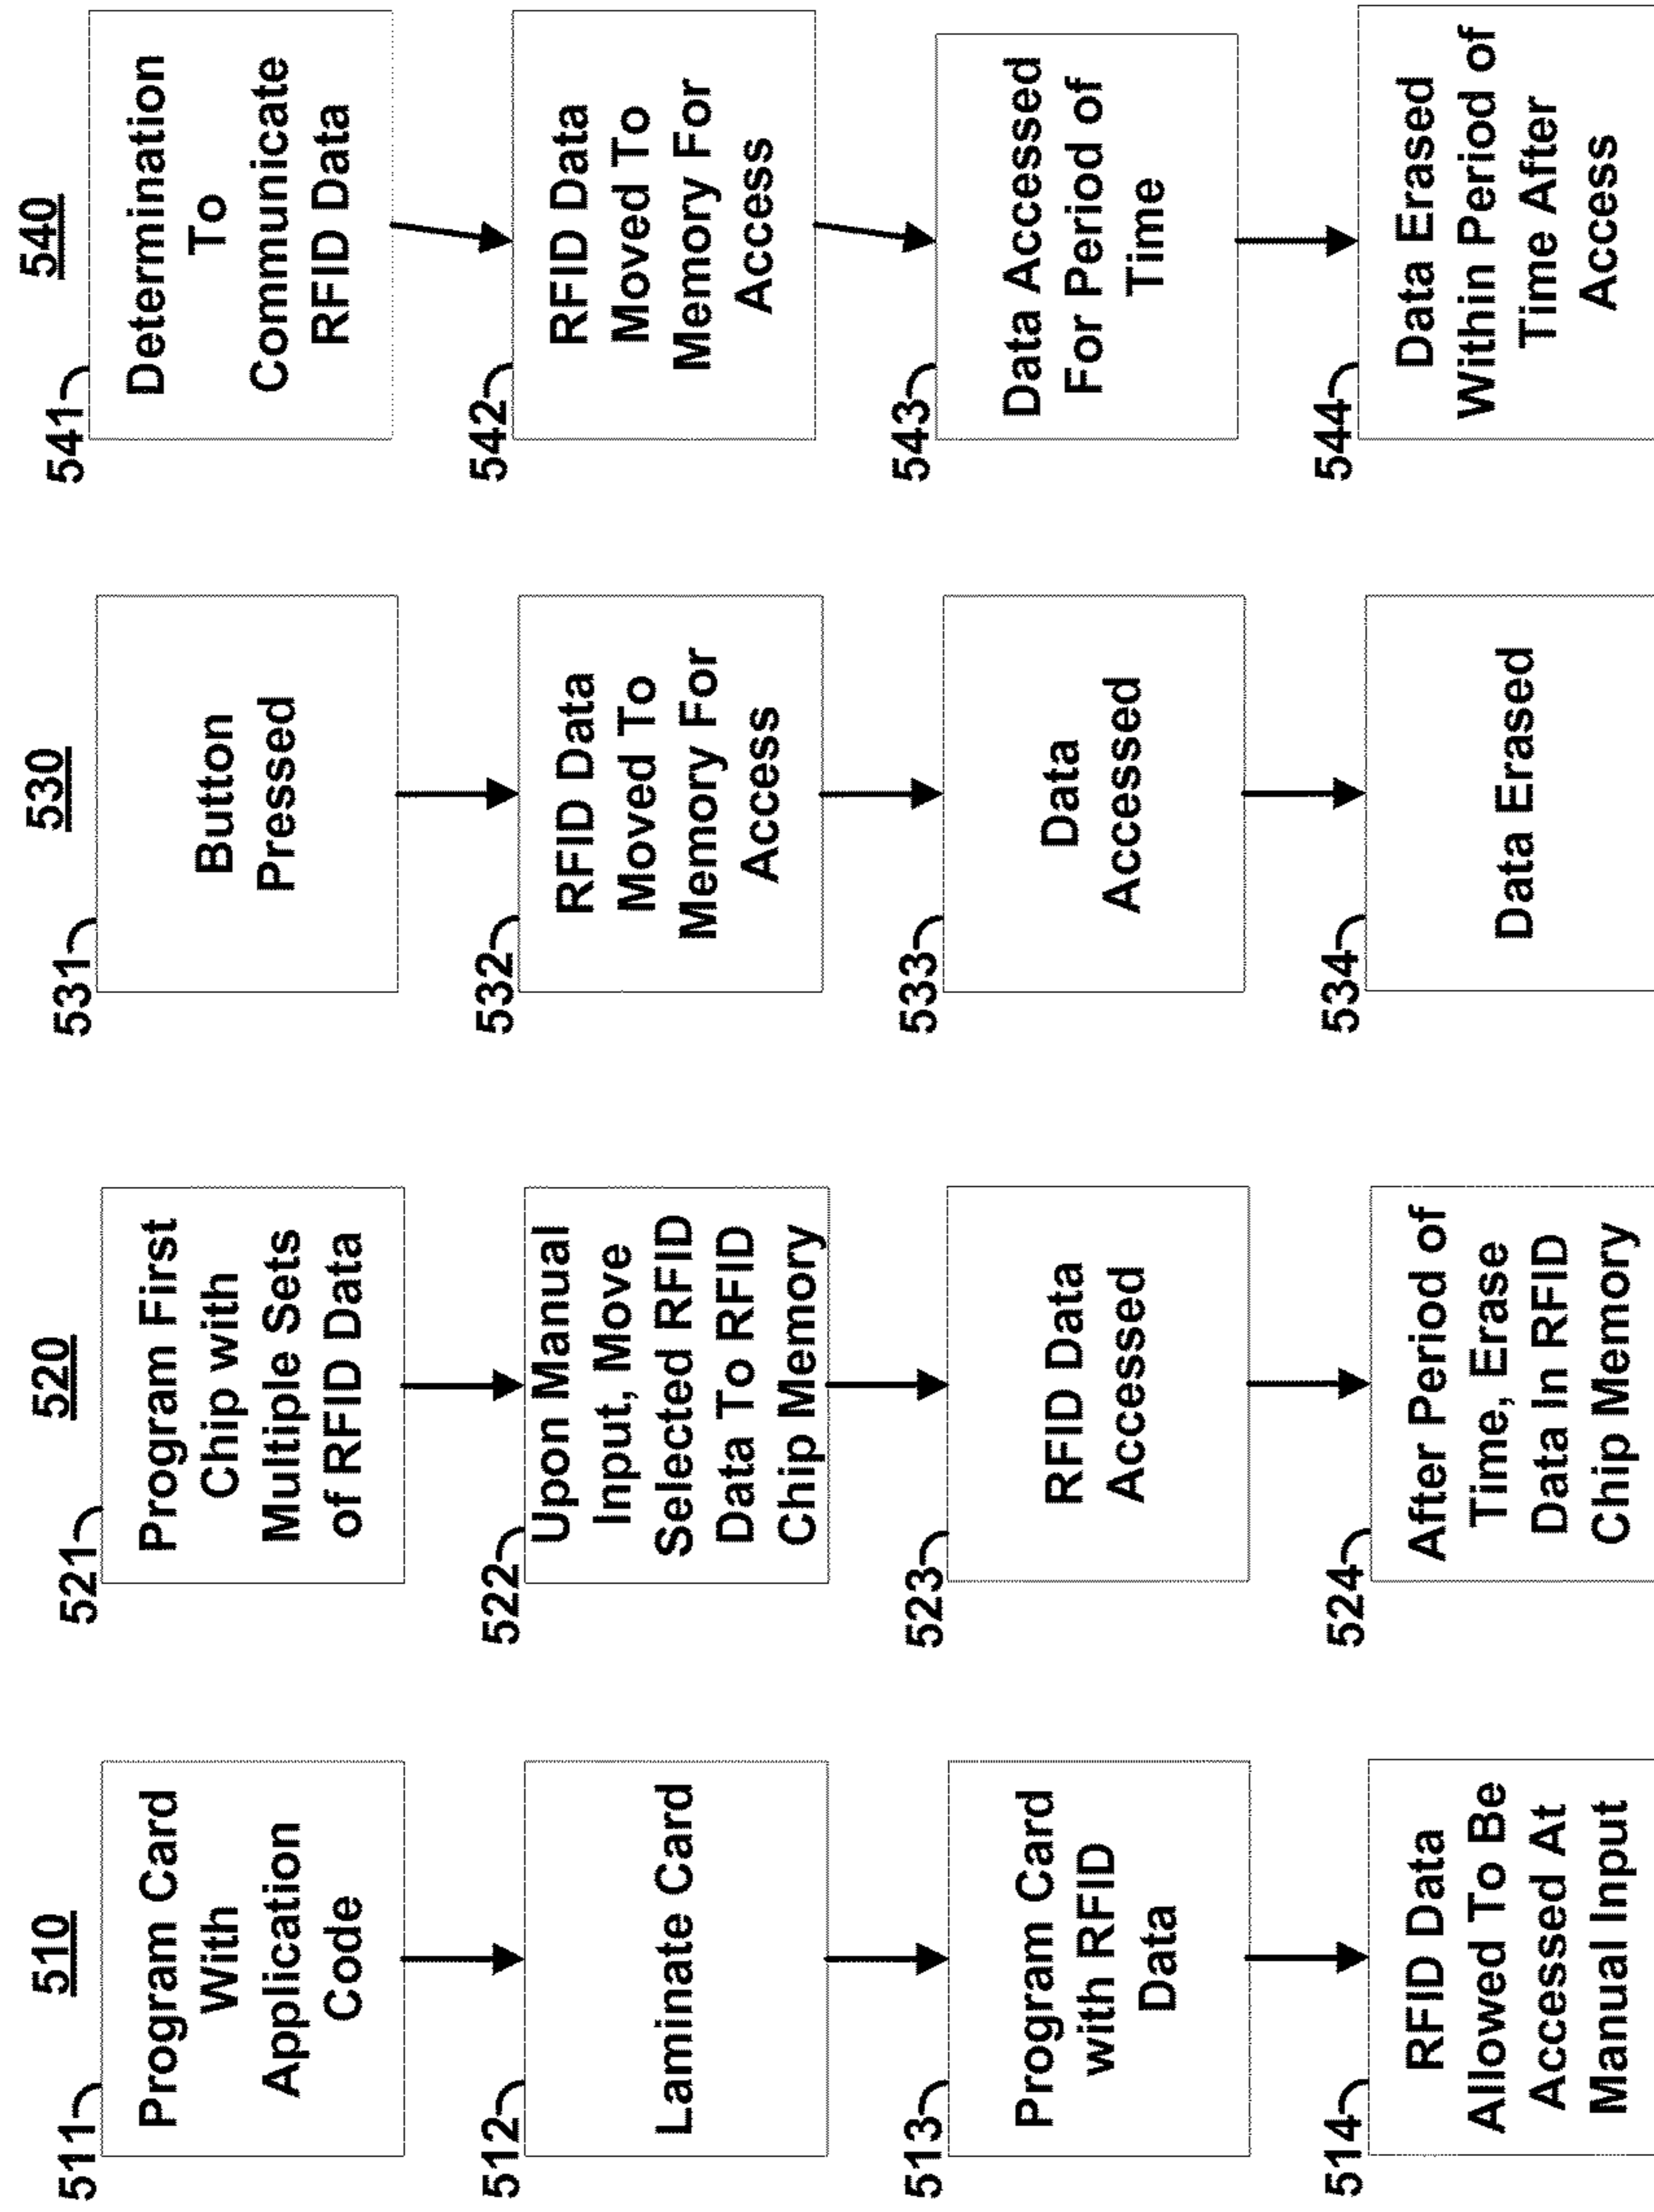 510
511
Program Card
With
Application
Code
512
Laminate Card
513
Program Card
with RFID
Data
514
RFID Data
Allowed To Be
Accessed At
Manual Input
520
521
Program First
Chip with
Multiple Sets
of RFID Data
522
Upon Manual
Input, Move
Selected RFID
Data To RFID
Chip Memory
523
RFID Data
Accessed
524
After Period of
Time, Erase
Data In RFID
Chip Memory
530
531
Button
Pressed
532
RFID Data
Moved To
Memory For
Access
533
Data
Accessed
534
Data Erased
540
541
Determination
To
Communicate
RFID Data
542
RFID Data
Moved To
Memory For
Access
543
Data Accessed
For Period of
Time
544
Data Erased
Within Period of
Time After
Access